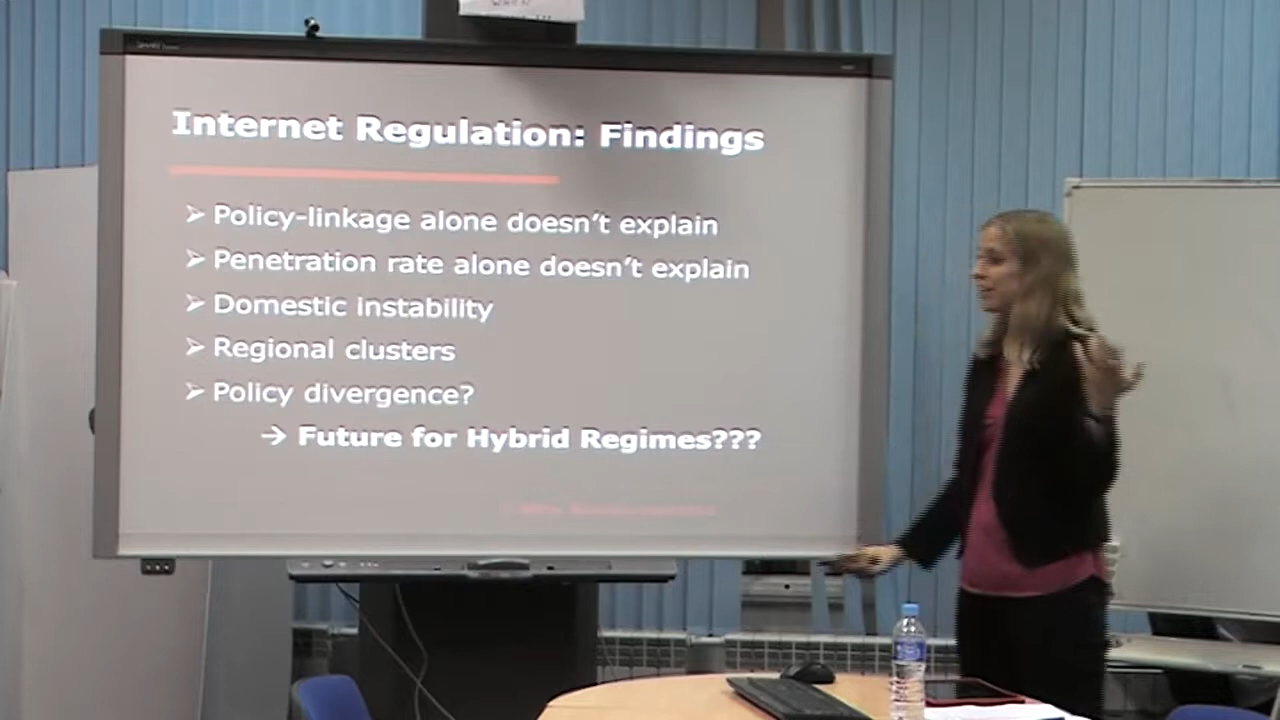 Internet Regulation: Findings
➢ Policy-linkage alone doesn't explain
➢ Penetration rate alone doesn't explain
➢ Domestic instability
➢ Regional clusters
➢ Policy divergence?
→ Future for Hybrid Regimes???